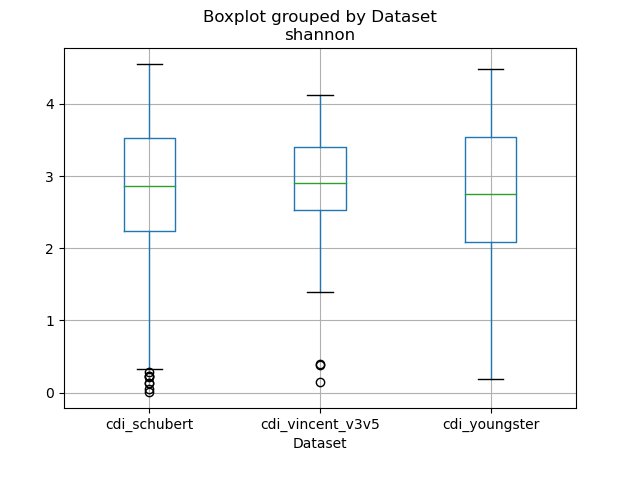 Boxplot grouped by Dataset
shannon
4
3
2
1
0
cdi_schubert cdi_vincent_v3v5 cdi_youngster
Dataset